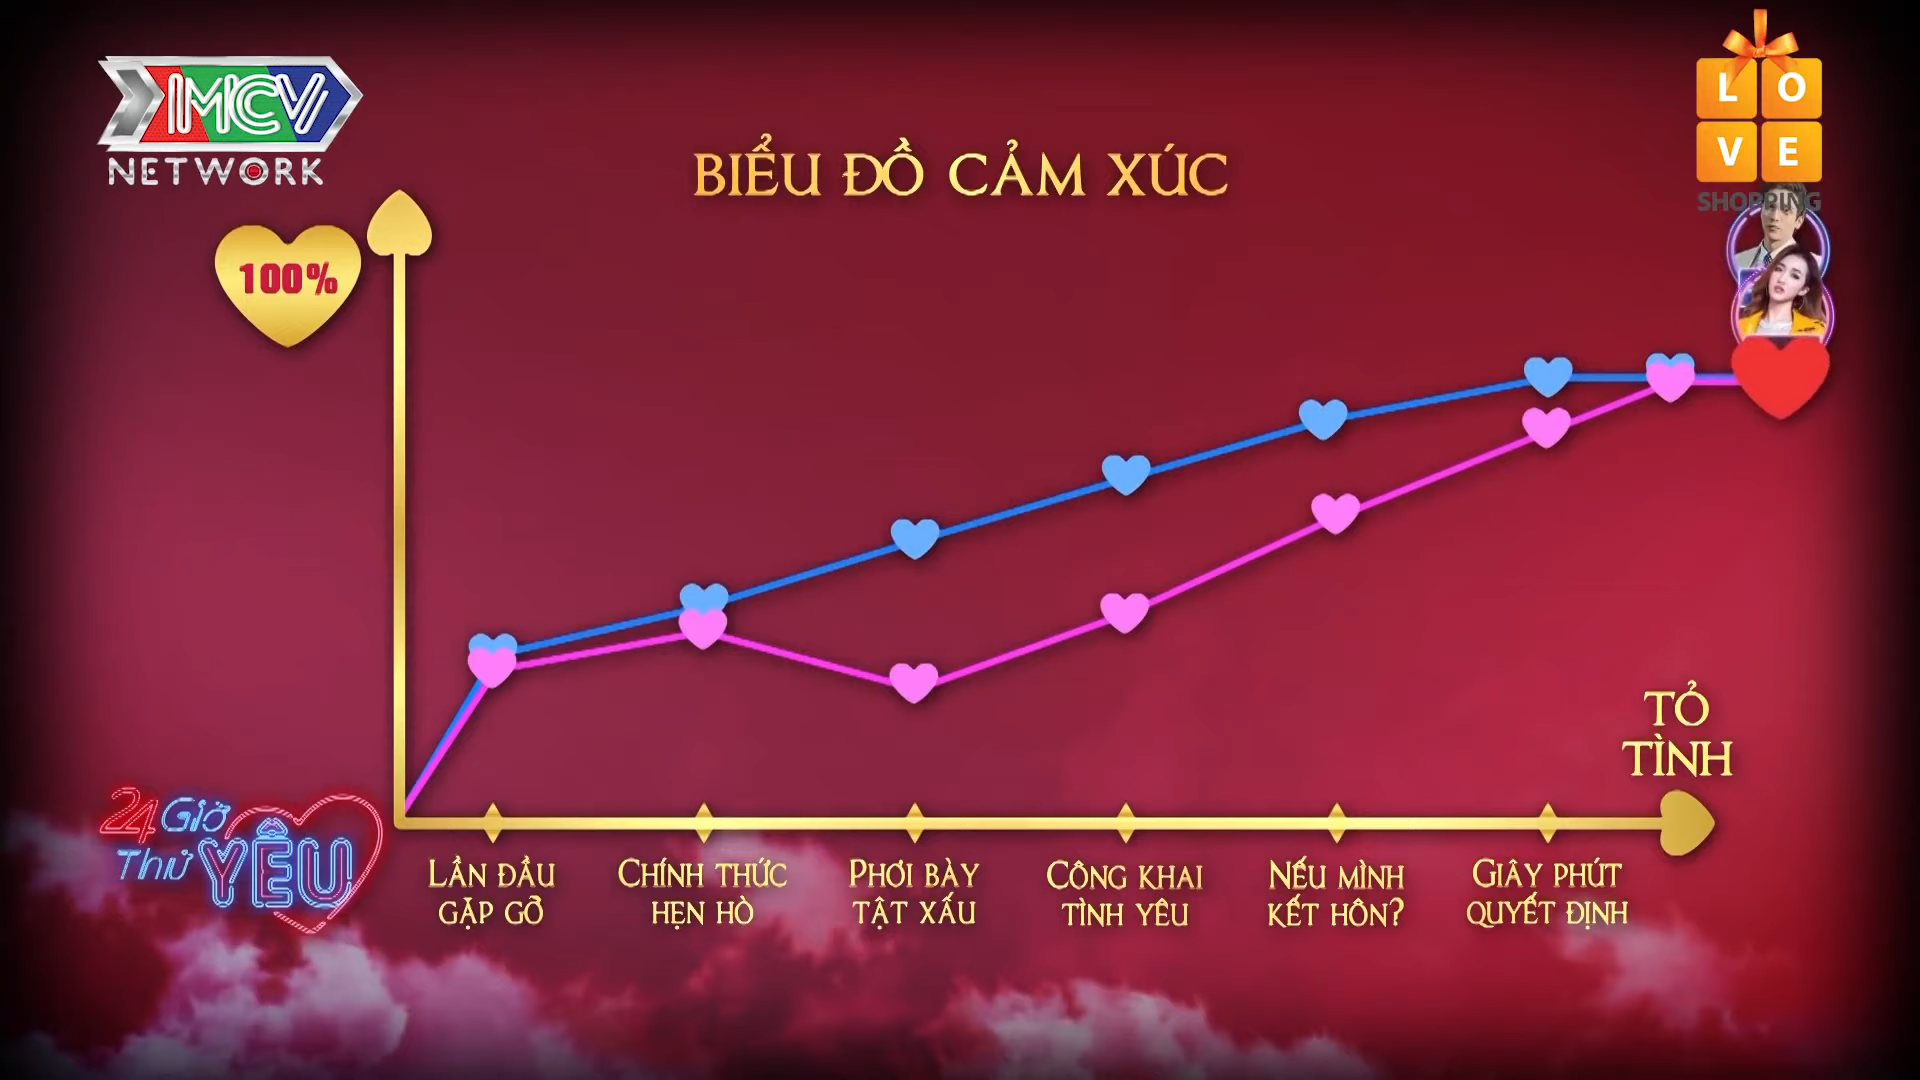 MCV
NETWORK
BIỂU ĐỒ CẢM XÚC
L O
V E
SHOPPING
100%
TỎ
TÌNH
24 Giờ
Thử YÊU
LẦN ĐẦU
GẶP GỠ
CHÍNH THỨC
HẸN HÒ
PHƠI BÀY
TẬT XẤU
CÔNG KHAI
TÌNH YÊU
NẾU MÌNH
KẾT HÔN?
GIÂY PHÚT
QUYẾT ĐỊNH